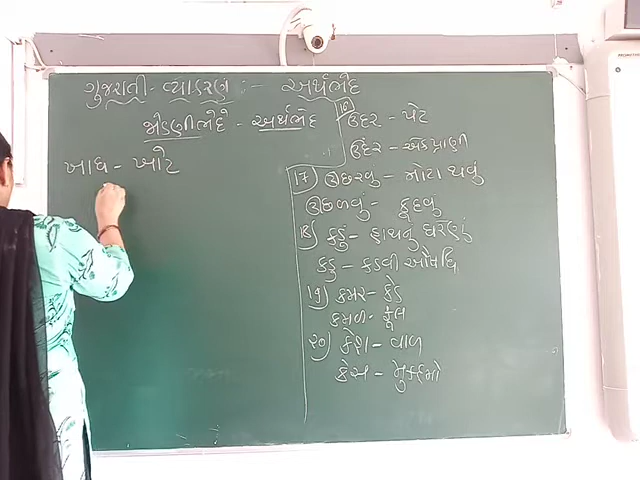 ગુજરાતી - વ્યાકરણ :- અર્થભેદ
જોડણીભેદે - અર્થભેદ
ખાધ - ખોટ
16) ઉદર - પેટ
ઉંદર - એક પ્રાણી
17) ઉછરવું - મોટા થવું
ઉછળવું - કૂદવું
18) કડું - હાથનું ઘરેણું
કડુ - કડવી ઔષધિ
19) કમર - કેડ
કમળ - ફૂલ
૨૦) કેશ - વાળ
કેસ - મુકદ્દમો